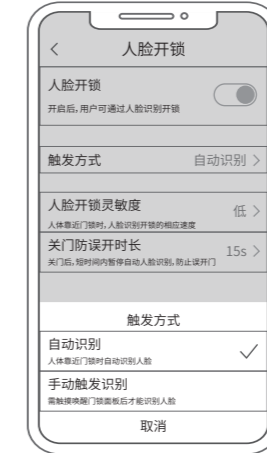 人脸开锁
人脸开锁
开启后，用户可通过人脸识别开锁
触发方式 自动识别 >
人脸开锁灵敏度 低 >
人体靠近门锁时，人脸识别开锁的相应速度
关门防误开时长 15s >
关门后，短时间内暂停自动人脸识别，防止误开门
触发方式
自动识别
人体靠近门锁时自动识别人脸
手动触发识别
需触摸唤醒门锁面板后才能识别人脸
取消